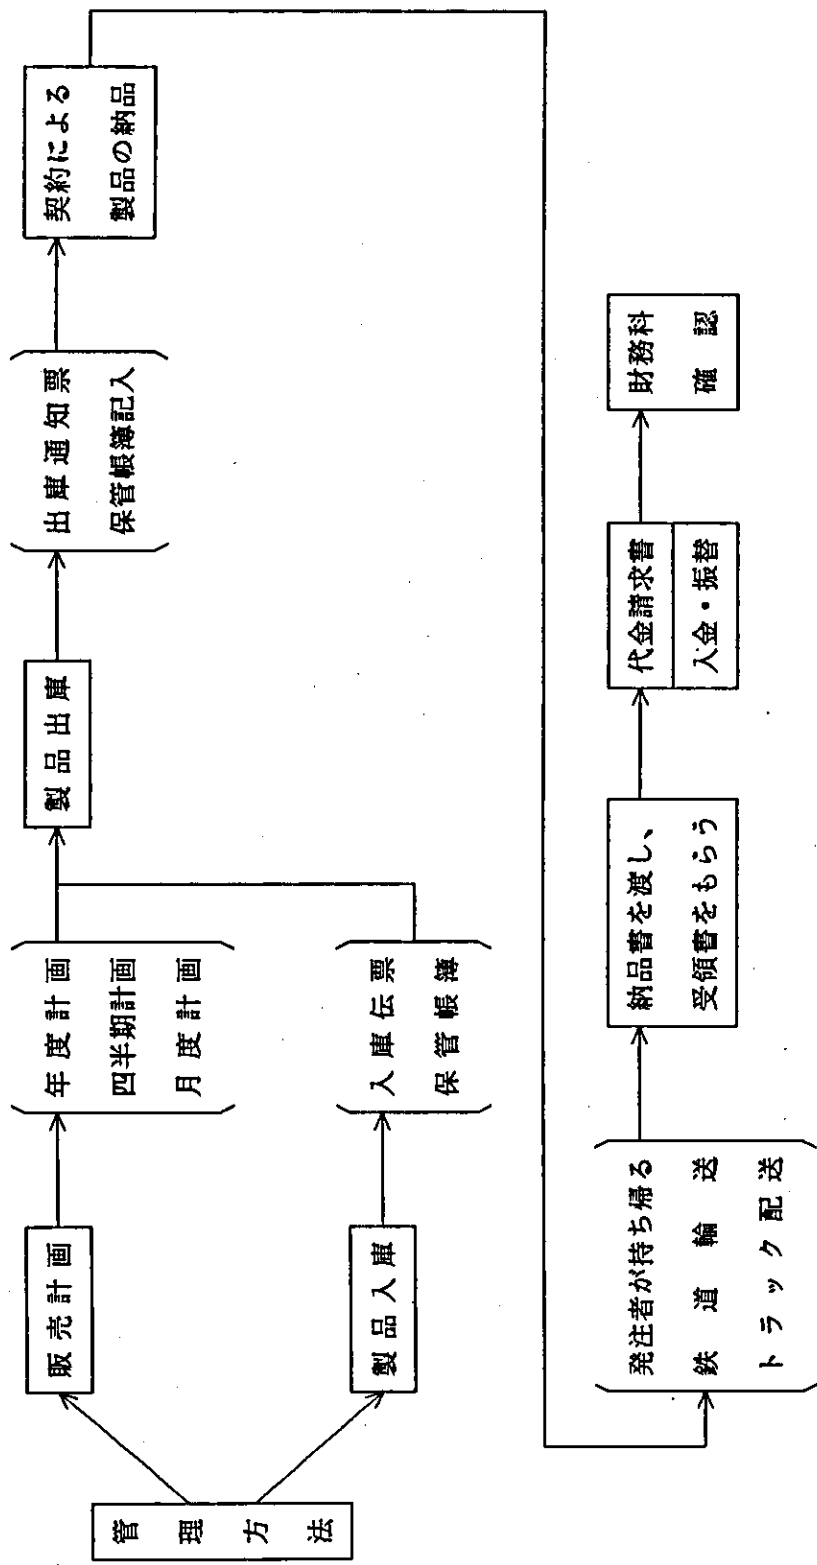 管理方法
販売計画
年度計画
四半期計画
月度計画
製品入庫
入庫伝票
保管帳簿
製品出庫
出庫通知票
保管帳簿記入
契約による
製品の納品
発注者が持ち帰る
鉄道輸送
トラック配送
納品書を渡し、
受領書をもらう
代金請求書
入金・振替
財務科
確認